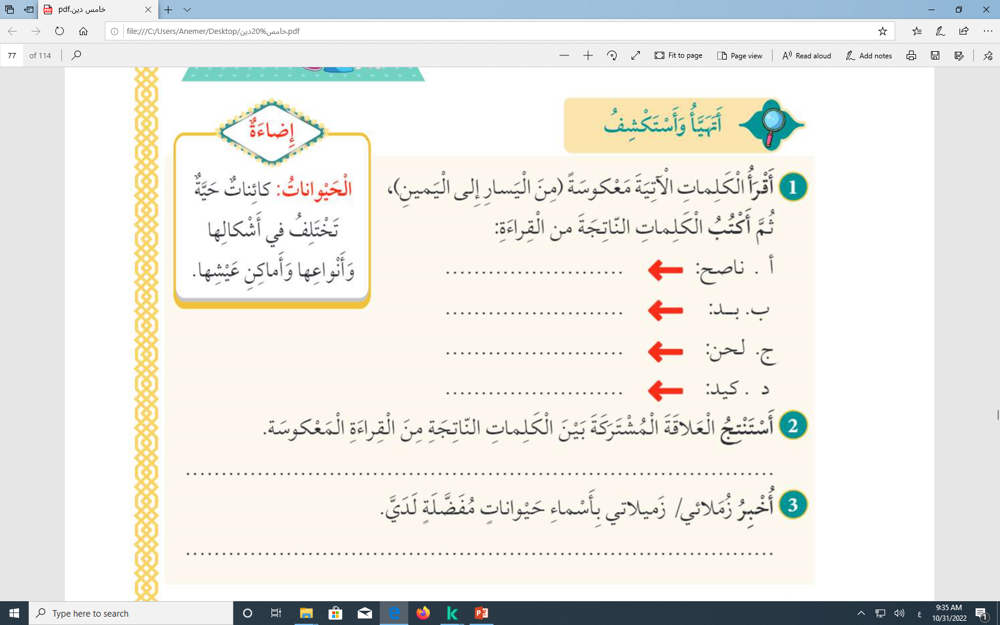 خامس دين.pdf
file:///C:/Users/Anemer/Desktop/خامس%20دين.pdf
77 of 114
Fit to page
Page view
Read aloud
Add notes
أَتَهَيَّأُ وَأَسْتَكْشِفُ
إِضاءَةٌ
الْحَيْواناتُ: كائِناتٌ حَيَّةٌ
تَخْتَلِفُ في أَشْكالِها
وَأَنْواعِها وَأَماكِنِ عَيْشِها.
1 أَقْرَأُ الْكَلِماتِ الْآتِيَةَ مَعْكوسَةً (مِنَ الْيَسارِ إِلى الْيَمينِ)،
ثُمَّ أَكْتُبُ الْكَلِماتِ النّاتِجَةَ من الْقِراءَةِ:
أ . ناصح: ........................
ب. بــد: ........................
ج. لحن: ........................
د . كيد: ........................
2 أَسْتَنْتِجُ الْعَلاقَةَ الْمُشْتَرَكَةَ بَيْنَ الْكَلِماتِ النّاتِجَةِ مِنَ الْقِراءَةِ الْمَعْكوسَة.
................................................................................
3 أُخْبِرُ زُمَلائي/ زَميلاتي بِأَسْماءِ حَيْواناتٍ مُفَضَّلَةٍ لَدَيَّ.
................................................................................
Type here to search
ع
9:35 AM
10/31/2022
1